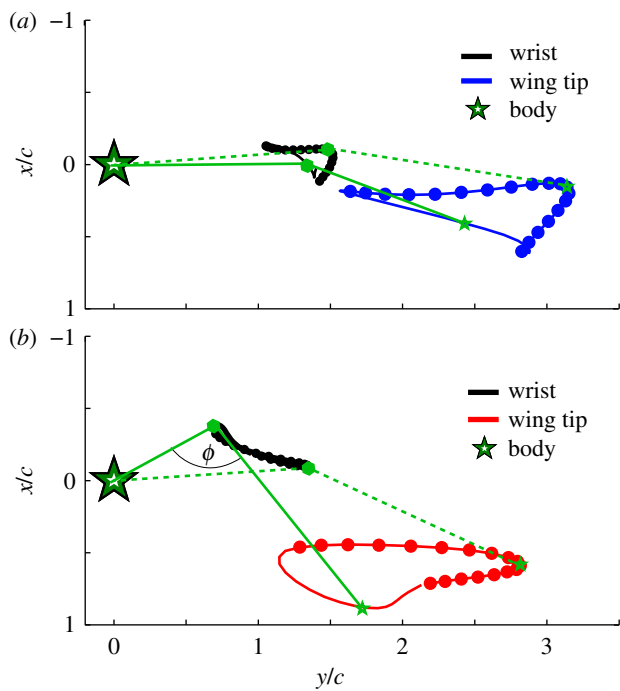 (a)
−1
0
1
x/c
wrist
wing tip
body
(b)
−1
0
1
x/c
wrist
wing tip
body
ϕ
0 1 2 3
y/c